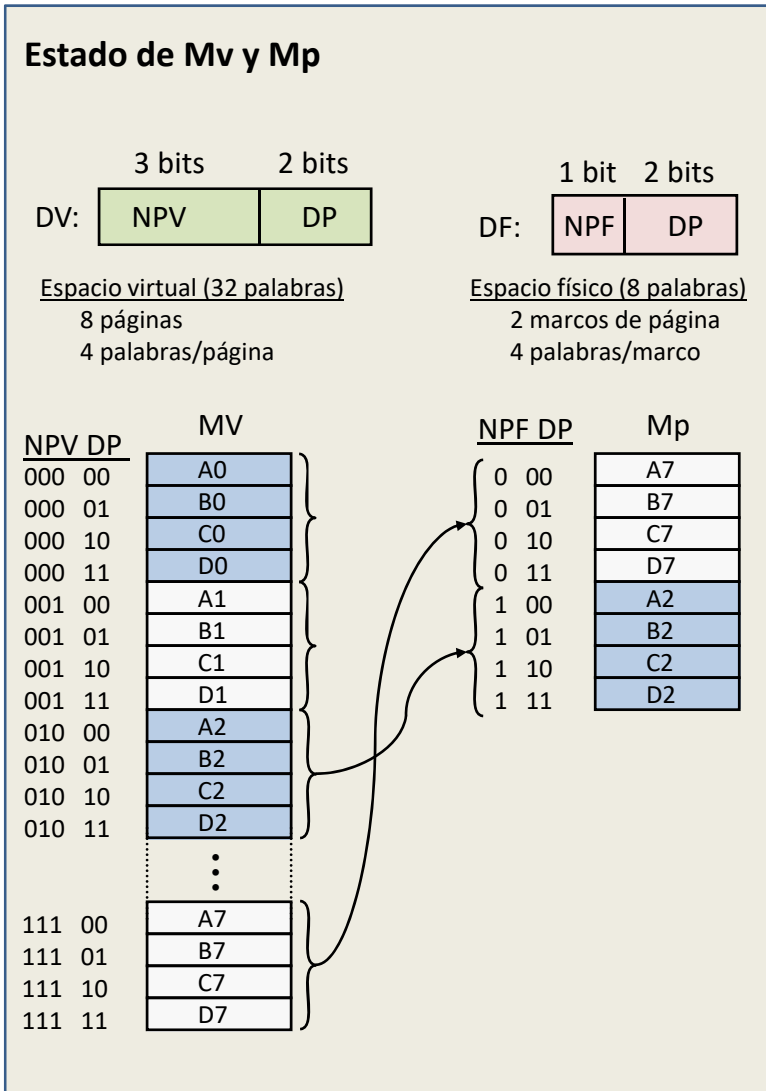 Estado de Mv y Mp
3 bits 2 bits
DV: NPV DP
Espacio virtual (32 palabras)
8 páginas
4 palabras/página
1 bit 2 bits
DF: NPF DP
Espacio físico (8 palabras)
2 marcos de página
4 palabras/marco
NPV DP MV
000 00 A0
000 01 B0
000 10 C0
000 11 D0
001 00 A1
001 01 B1
001 10 C1
001 11 D1
010 00 A2
010 01 B2
010 10 C2
010 11 D2
111 00 A7
111 01 B7
111 10 C7
111 11 D7
NPF DP Mp
0 00 A7
0 01 B7
0 10 C7
0 11 D7
1 00 A2
1 01 B2
1 10 C2
1 11 D2